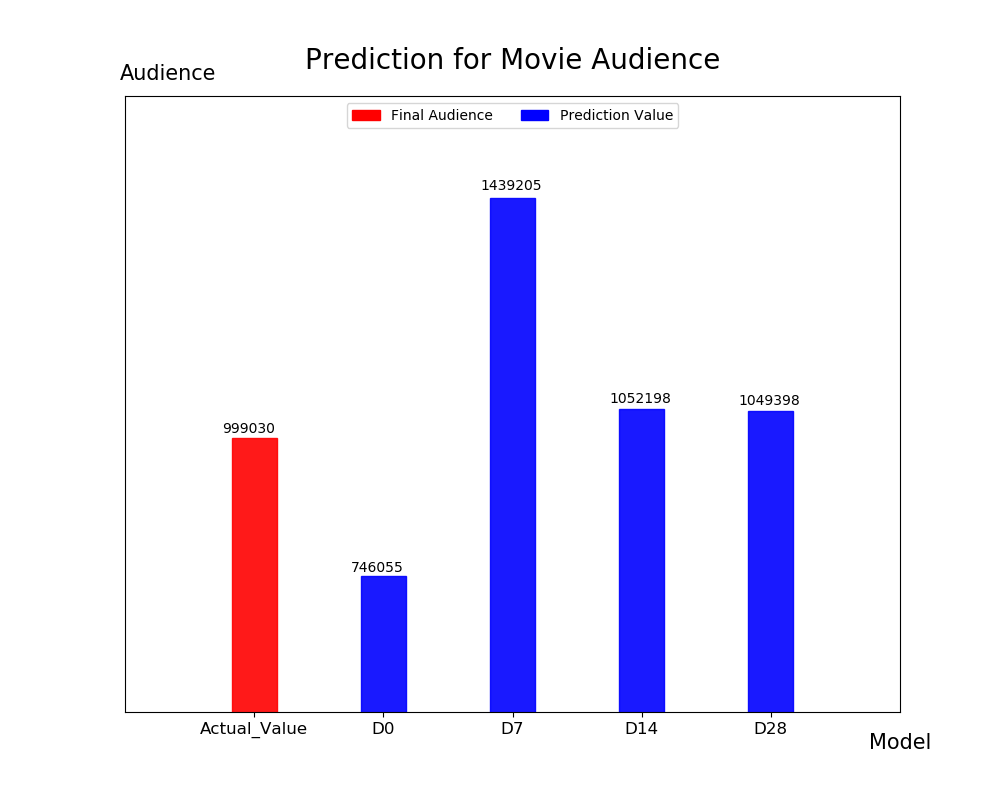 Prediction for Movie Audience
Audience
Final Audience
Prediction Value
1439205
1052198
1049398
999030
746055
Actual_Value
D0
D7
D14
D28
Model